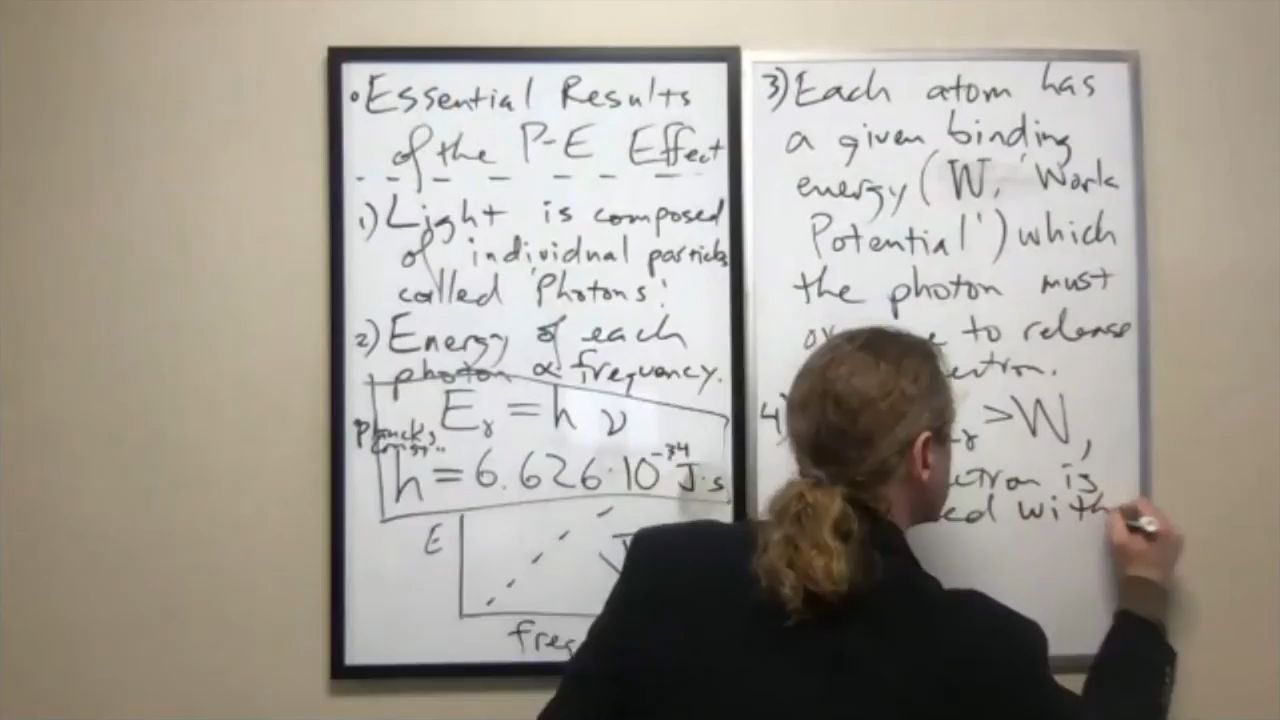 • Essential Results
of the P-E Effect
1) Light is composed
of individual particles
called 'Photons'.
2) Energy of each
photon ∝ frequency.
Eγ = h ν
Planck's
h = 6.626·10^-34 J·s
E
3) Each atom has
a given binding
energy (W, 'Work
Potential') which
the photon must
to release
4)
γ > W,
is
with